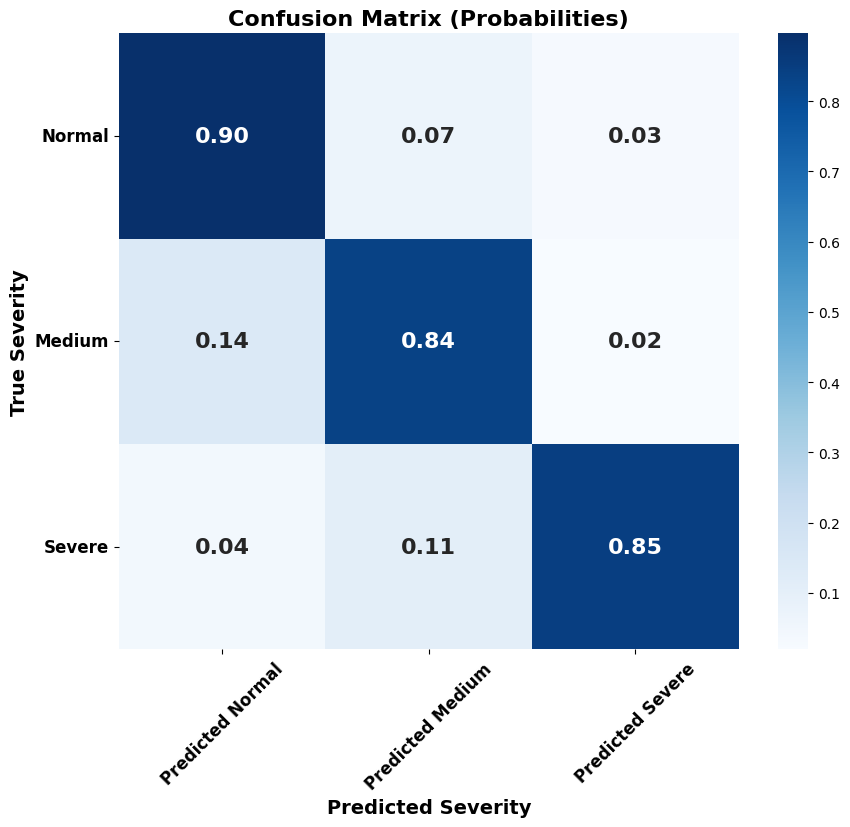 Confusion Matrix (Probabilities)
True Severity
Normal
0.90
0.07
0.03
Medium
0.14
0.84
0.02
Severe
0.04
0.11
0.85
Predicted Normal
Predicted Medium
Predicted Severe
Predicted Severity
0.8
0.7
0.6
0.5
0.4
0.3
0.2
0.1